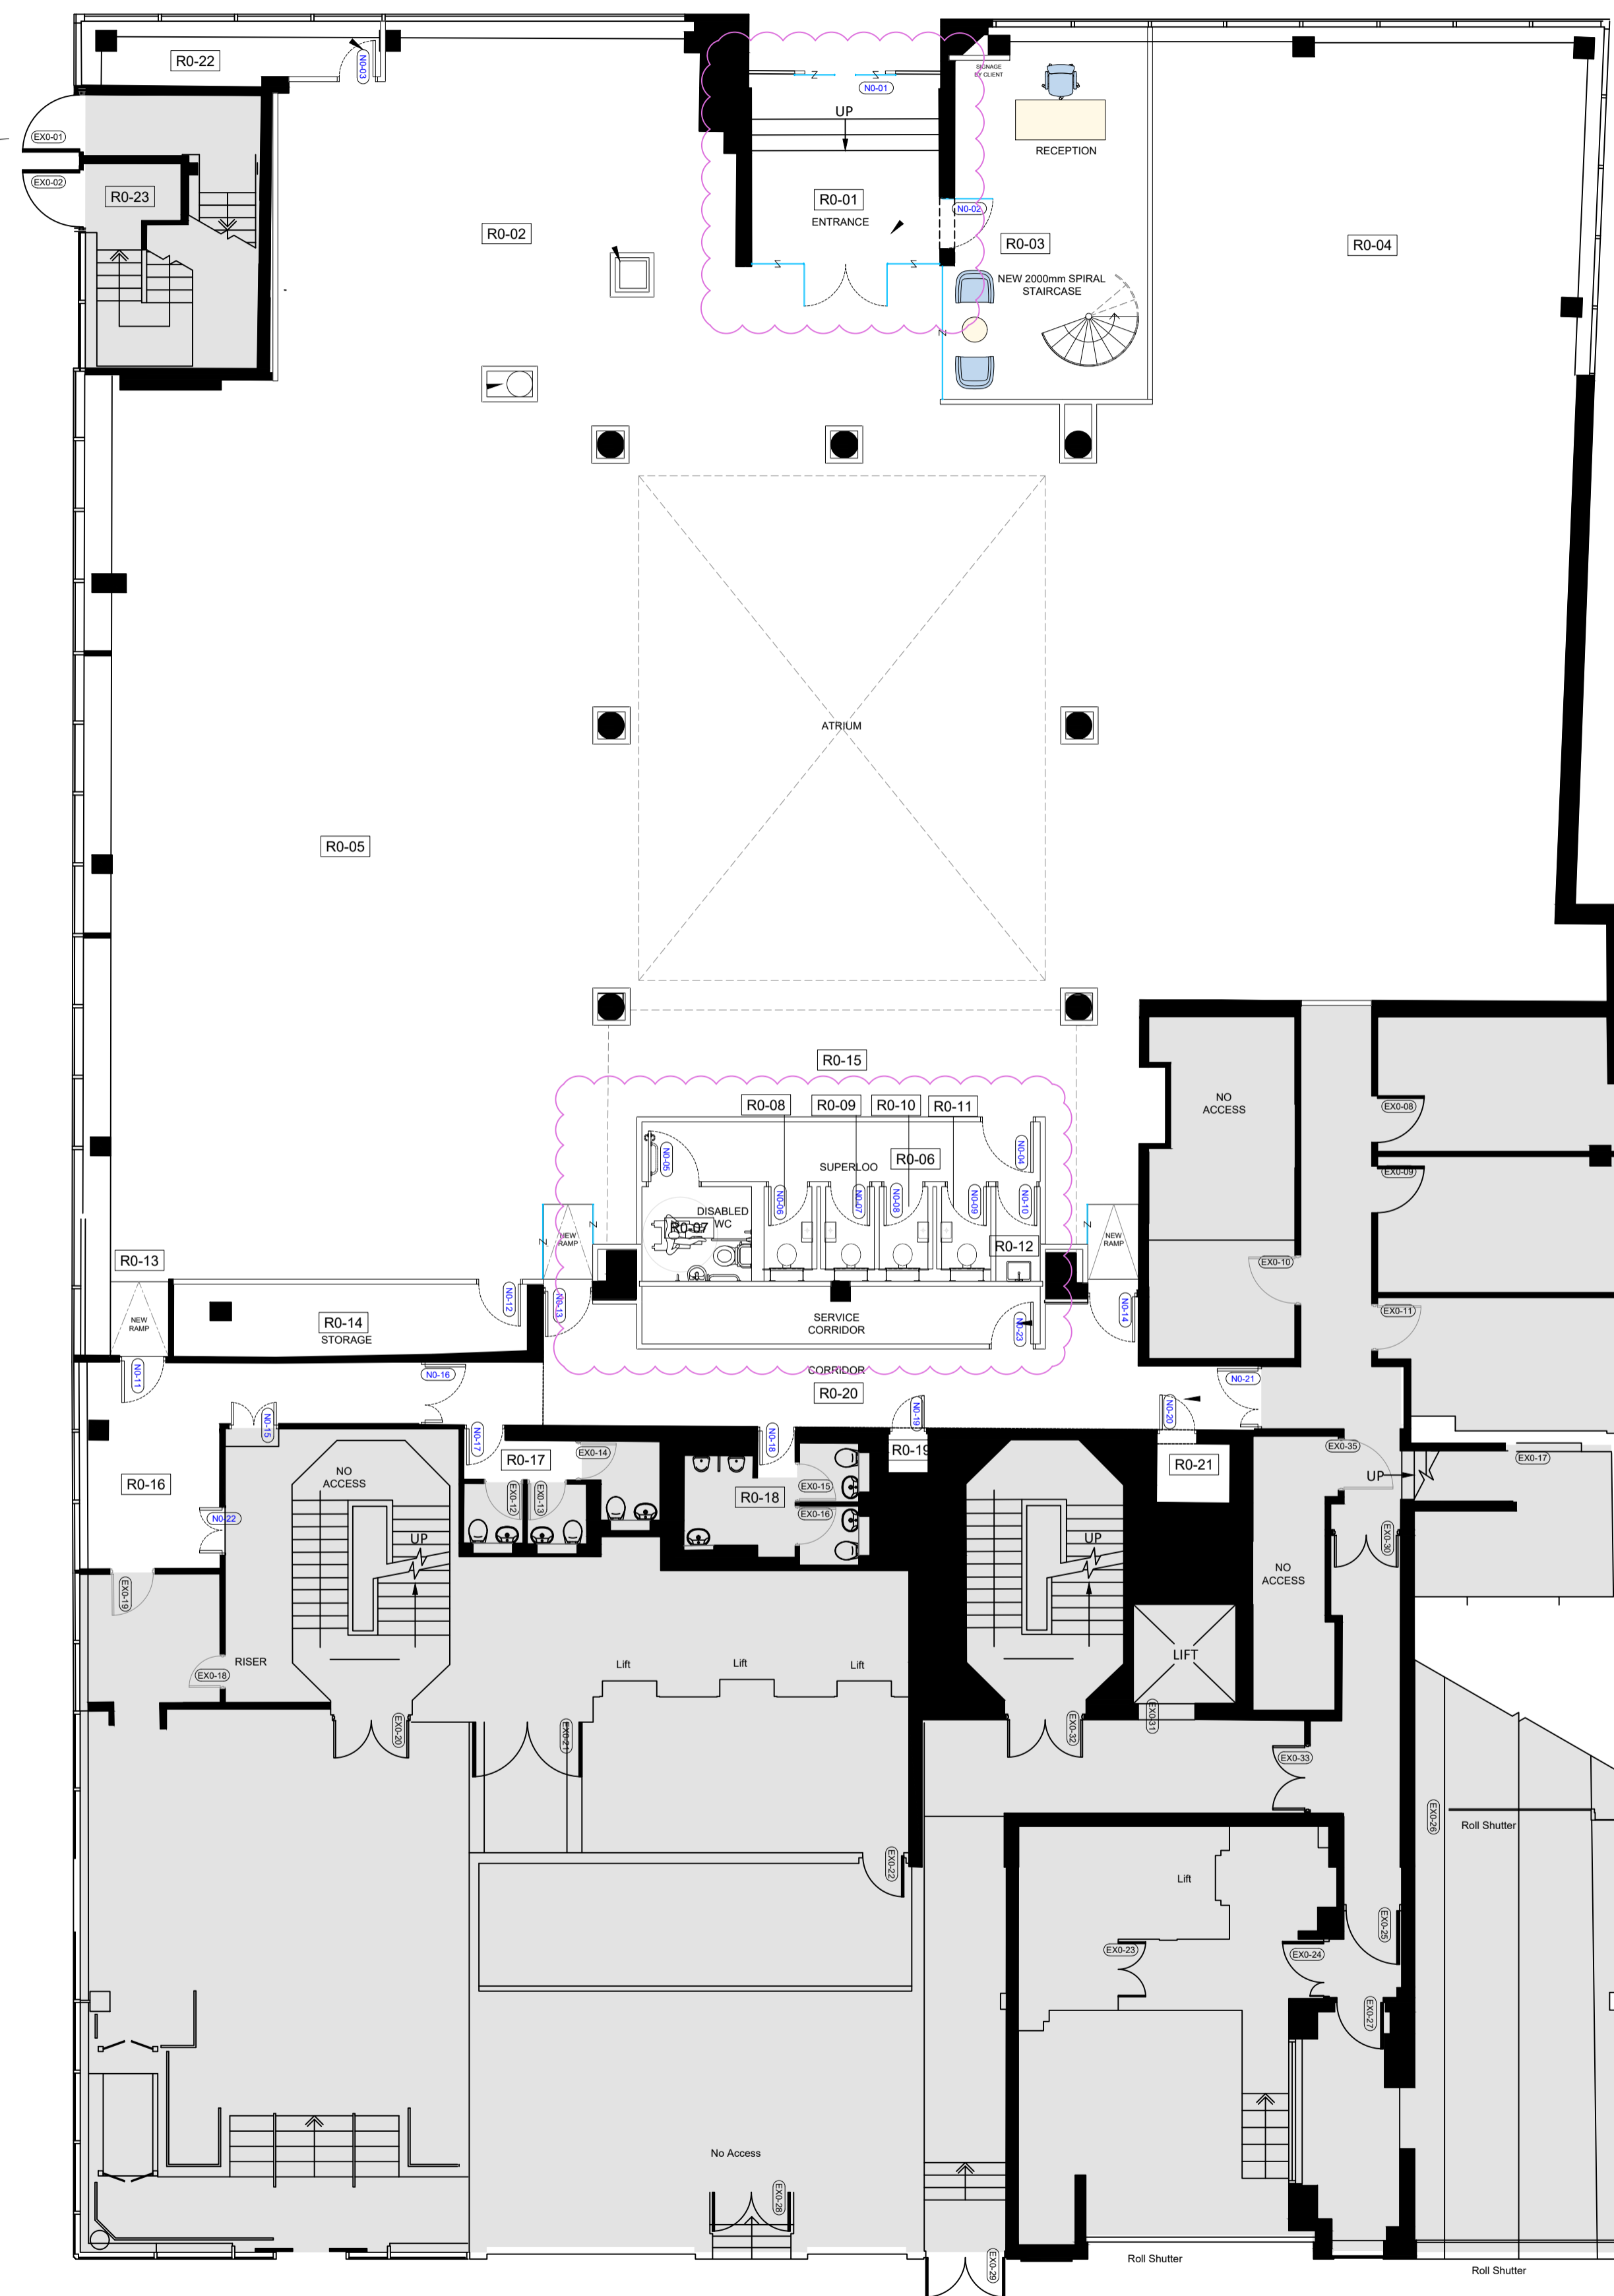 R0-22
N0-03
SIGNAGE
BY CLIENT
N0-01
UP
EX0-01
RECEPTION
EX0-02
R0-23
R0-01
N0-02
ENTRANCE
R0-02
R0-03
R0-04
NEW 2000mm SPIRAL
STAIRCASE
ATRIUM
R0-05
R0-15
NO
ACCESS
EX0-08
R0-08
R0-09
R0-10
R0-11
N0-05
SUPERLOO
R0-06
N0-04
EX0-09
N0-06
N0-07
N0-08
N0-09
N0-10
DISABLED
WC
R0-07
NEW
RAMP
NEW
RAMP
R0-12
R0-13
EX0-10
N0-12
N0-13
N0-14
EX0-11
NEW
RAMP
R0-14
STORAGE
SERVICE
CORRIDOR
N0-23
N0-11
N0-16
CORRIDOR
R0-20
N0-21
N0-15
N0-19
N0-20
N0-17
N0-18
EX0-14
EX0-35
R0-17
R0-19
R0-21
EX0-17
NO
ACCESS
R0-16
UP
EX0-12
EX0-13
R0-18
EX0-15
EX0-16
N0-22
UP
UP
EX0-30
NO
ACCESS
EX0-19
RISER
EX0-18
Lift
Lift
Lift
LIFT
EX0-20
EX0-21
EX0-32
EX0-31
EX0-33
EX0-26
Roll Shutter
EX0-22
Lift
EX0-25
EX0-23
EX0-24
EX0-27
No Access
EX0-28
EX0-29
Roll Shutter
Roll Shutter